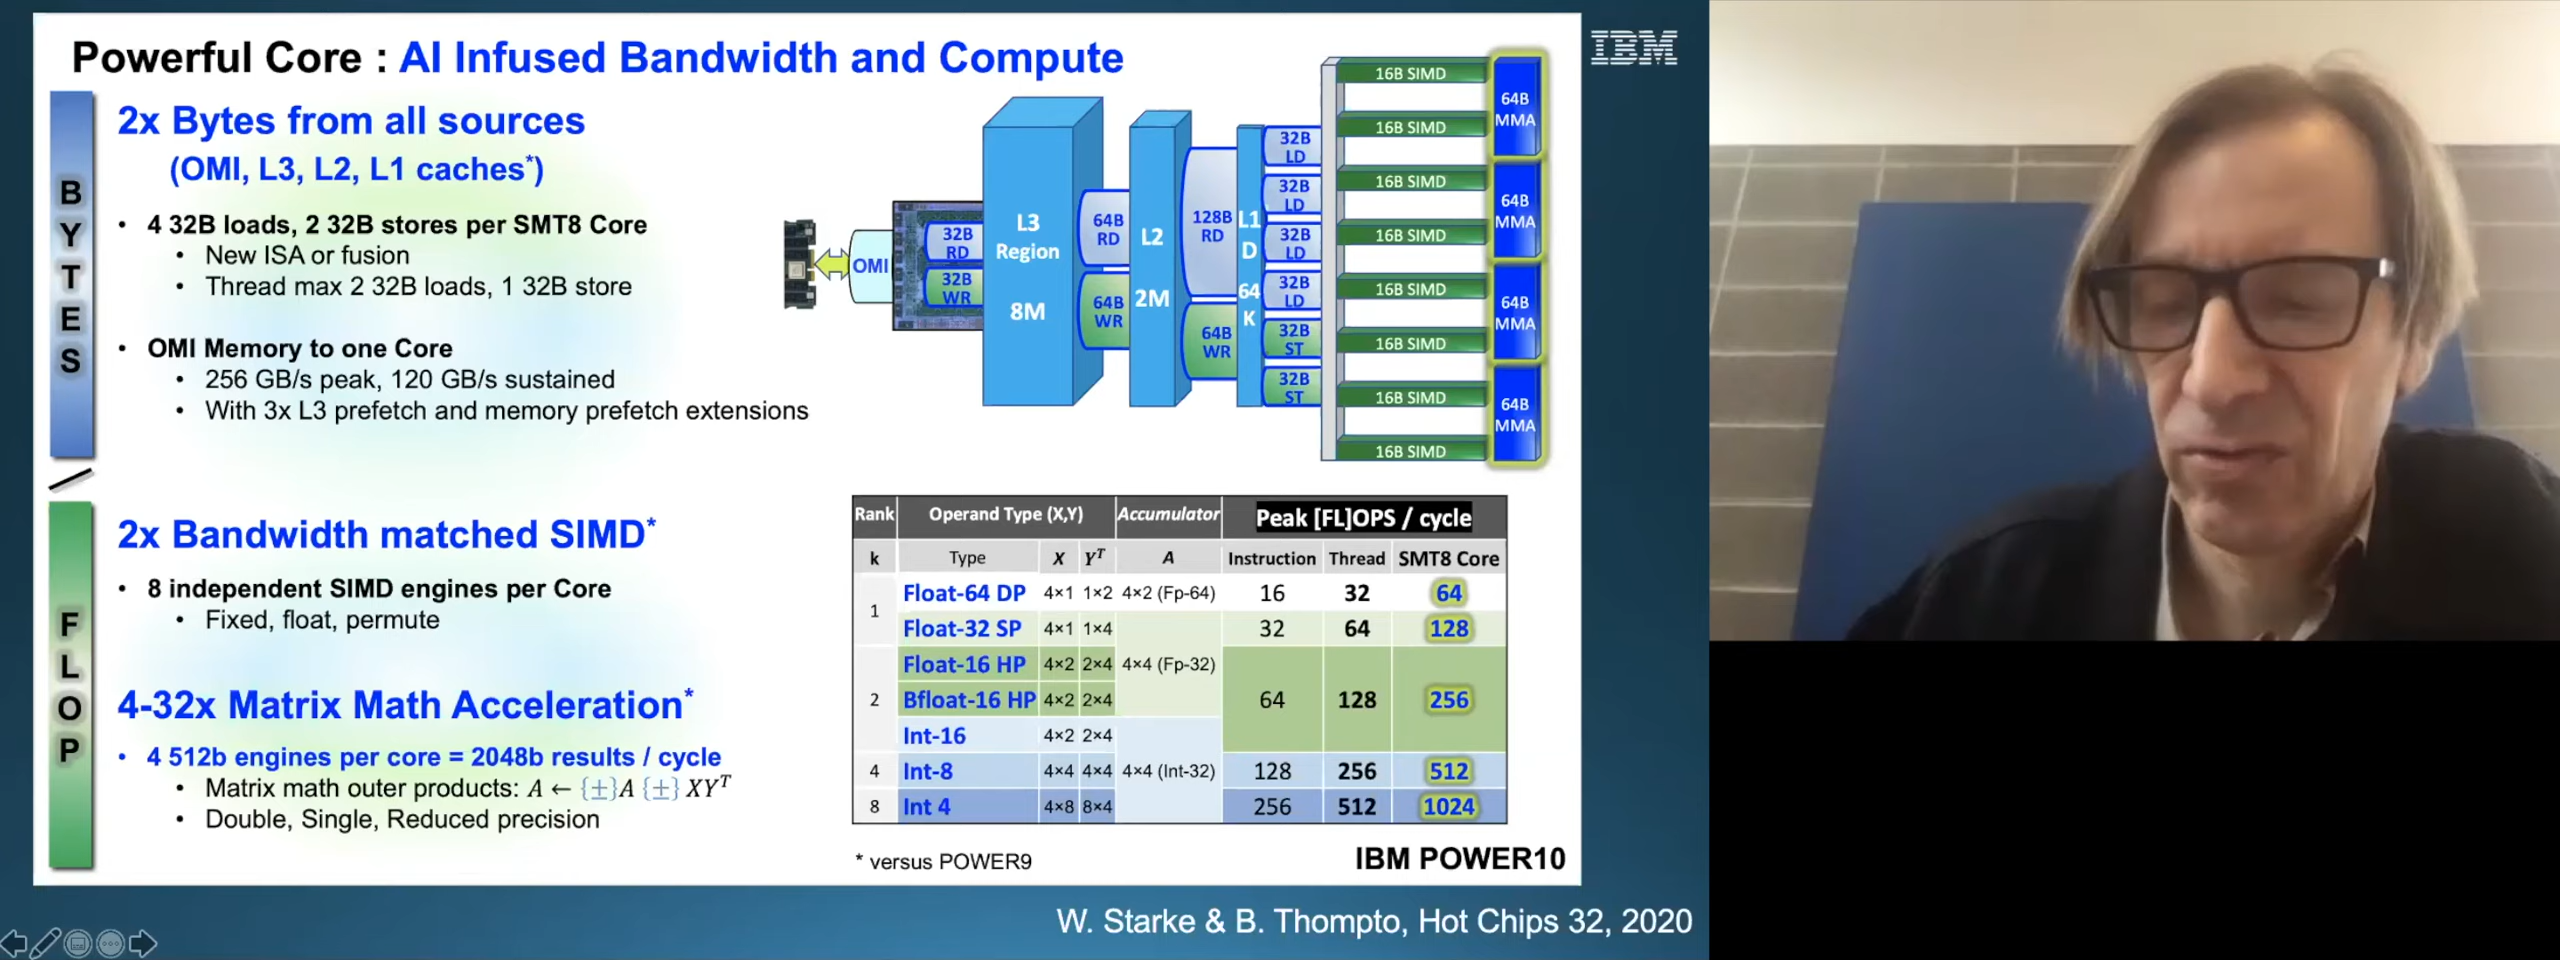 Powerful Core : AI Infused Bandwidth and Compute
IBM
BYTES
/
FLOP
2x Bytes from all sources
(OMI, L3, L2, L1 caches*)
• 4 32B loads, 2 32B stores per SMT8 Core
• New ISA or fusion
• Thread max 2 32B loads, 1 32B store
• OMI Memory to one Core
• 256 GB/s peak, 120 GB/s sustained
• With 3x L3 prefetch and memory prefetch extensions
2x Bandwidth matched SIMD*
• 8 independent SIMD engines per Core
• Fixed, float, permute
4-32x Matrix Math Acceleration*
• 4 512b engines per core = 2048b results / cycle
• Matrix math outer products: A ← {±}A {±} XYᵀ
• Double, Single, Reduced precision
OMI
32B
RD
32B
WR
L3
Region
8M
64B
RD
64B
WR
L2
2M
128B
RD
64B
WR
L1
D
64
K
32B
LD
32B
LD
32B
LD
32B
LD
32B
ST
32B
ST
16B SIMD
16B SIMD
16B SIMD
16B SIMD
16B SIMD
16B SIMD
16B SIMD
16B SIMD
64B
MMA
64B
MMA
64B
MMA
64B
MMA
Rank Operand Type (X,Y) Accumulator Peak [FL]OPS / cycle
k Type X Yᵀ A Instruction Thread SMT8 Core
1 Float-64 DP 4×1 1×2 4×2 (Fp-64) 16 32 64
Float-32 SP 4×1 1×4 32 64 128
Float-16 HP 4×2 2×4 4×4 (Fp-32)
2 Bfloat-16 HP 4×2 2×4 64 128 256
Int-16 4×2 2×4
4 Int-8 4×4 4×4 4×4 (Int-32) 128 256 512
8 Int 4 4×8 8×4 256 512 1024
* versus POWER9
IBM POWER10
W. Starke & B. Thompto, Hot Chips 32, 2020